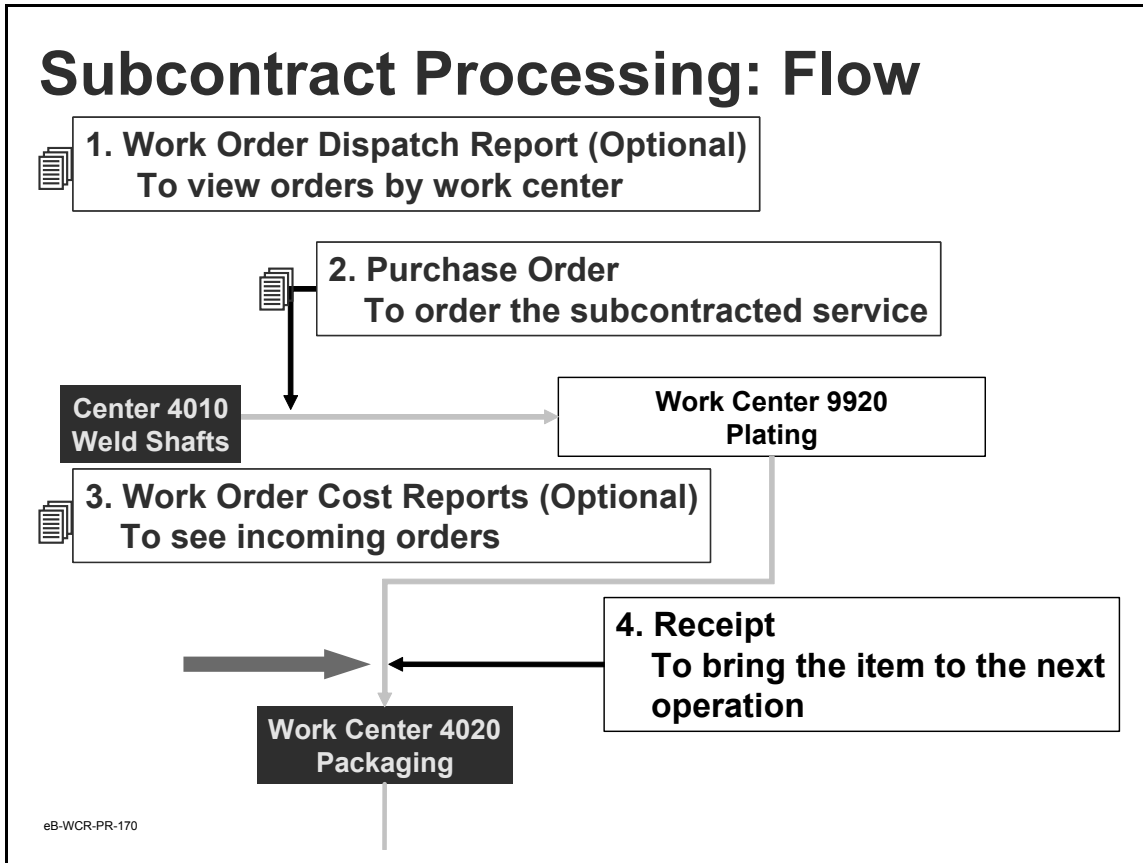 Subcontract Processing: Flow
1. Work Order Dispatch Report (Optional)
To view orders by work center
2. Purchase Order
To order the subcontracted service
Center 4010
Weld Shafts
Work Center 9920
Plating
3. Work Order Cost Reports (Optional)
To see incoming orders
4. Receipt
To bring the item to the next
operation
Work Center 4020
Packaging
eB-WCR-PR-170